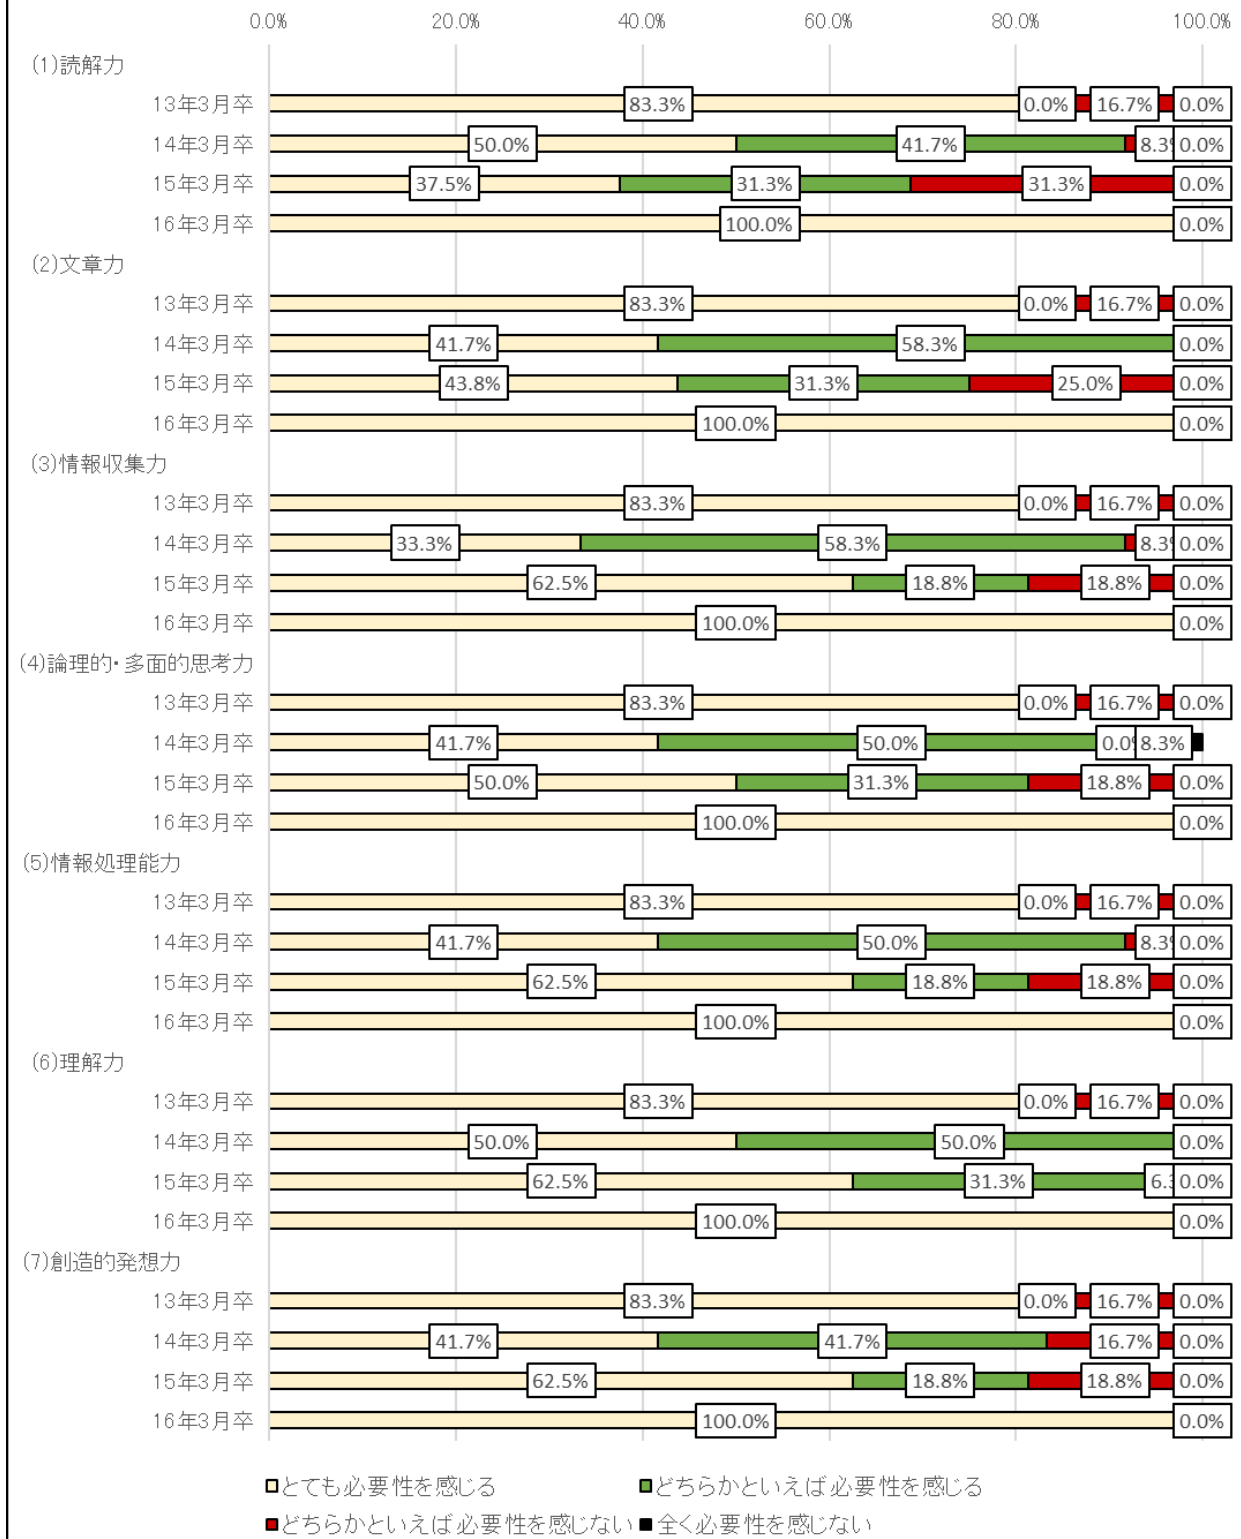 0.0% 20.0% 40.0% 60.0% 80.0% 100.0%
(1)読解力
13年3月卒 83.3% 0.0% 16.7% 0.0%
14年3月卒 50.0% 41.7% 8.3% 0.0%
15年3月卒 37.5% 31.3% 31.3% 0.0%
16年3月卒 100.0% 0.0%
(2)文章力
13年3月卒 83.3% 0.0% 16.7% 0.0%
14年3月卒 41.7% 58.3% 0.0%
15年3月卒 43.8% 31.3% 25.0% 0.0%
16年3月卒 100.0% 0.0%
(3)情報収集力
13年3月卒 83.3% 0.0% 16.7% 0.0%
14年3月卒 33.3% 58.3% 8.3% 0.0%
15年3月卒 62.5% 18.8% 18.8% 0.0%
16年3月卒 100.0% 0.0%
(4)論理的・多面的思考力
13年3月卒 83.3% 0.0% 16.7% 0.0%
14年3月卒 41.7% 50.0% 0.0% 8.3%
15年3月卒 50.0% 31.3% 18.8% 0.0%
16年3月卒 100.0% 0.0%
(5)情報処理能力
13年3月卒 83.3% 0.0% 16.7% 0.0%
14年3月卒 41.7% 50.0% 8.3% 0.0%
15年3月卒 62.5% 18.8% 18.8% 0.0%
16年3月卒 100.0% 0.0%
(6)理解力
13年3月卒 83.3% 0.0% 16.7% 0.0%
14年3月卒 50.0% 50.0% 0.0%
15年3月卒 62.5% 31.3% 6.3 0.0%
16年3月卒 100.0% 0.0%
(7)創造的発想力
13年3月卒 83.3% 0.0% 16.7% 0.0%
14年3月卒 41.7% 41.7% 16.7% 0.0%
15年3月卒 62.5% 18.8% 18.8% 0.0%
16年3月卒 100.0% 0.0%
とても必要性を感じる どちらかといえば必要性を感じる
どちらかといえば必要性を感じない 全く必要性を感じない